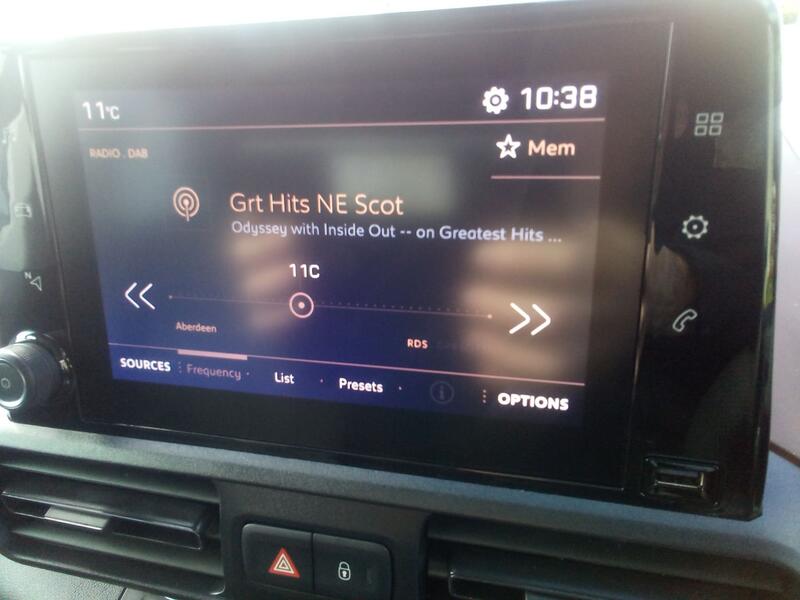 11°C
10:38
RADIO . DAB
Mem
Grt Hits NE Scot
Odyssey with Inside Out -- on Greatest Hits ...
11C
Aberdeen
RDS
SOURCES
Frequency
List
Presets
OPTIONS
N